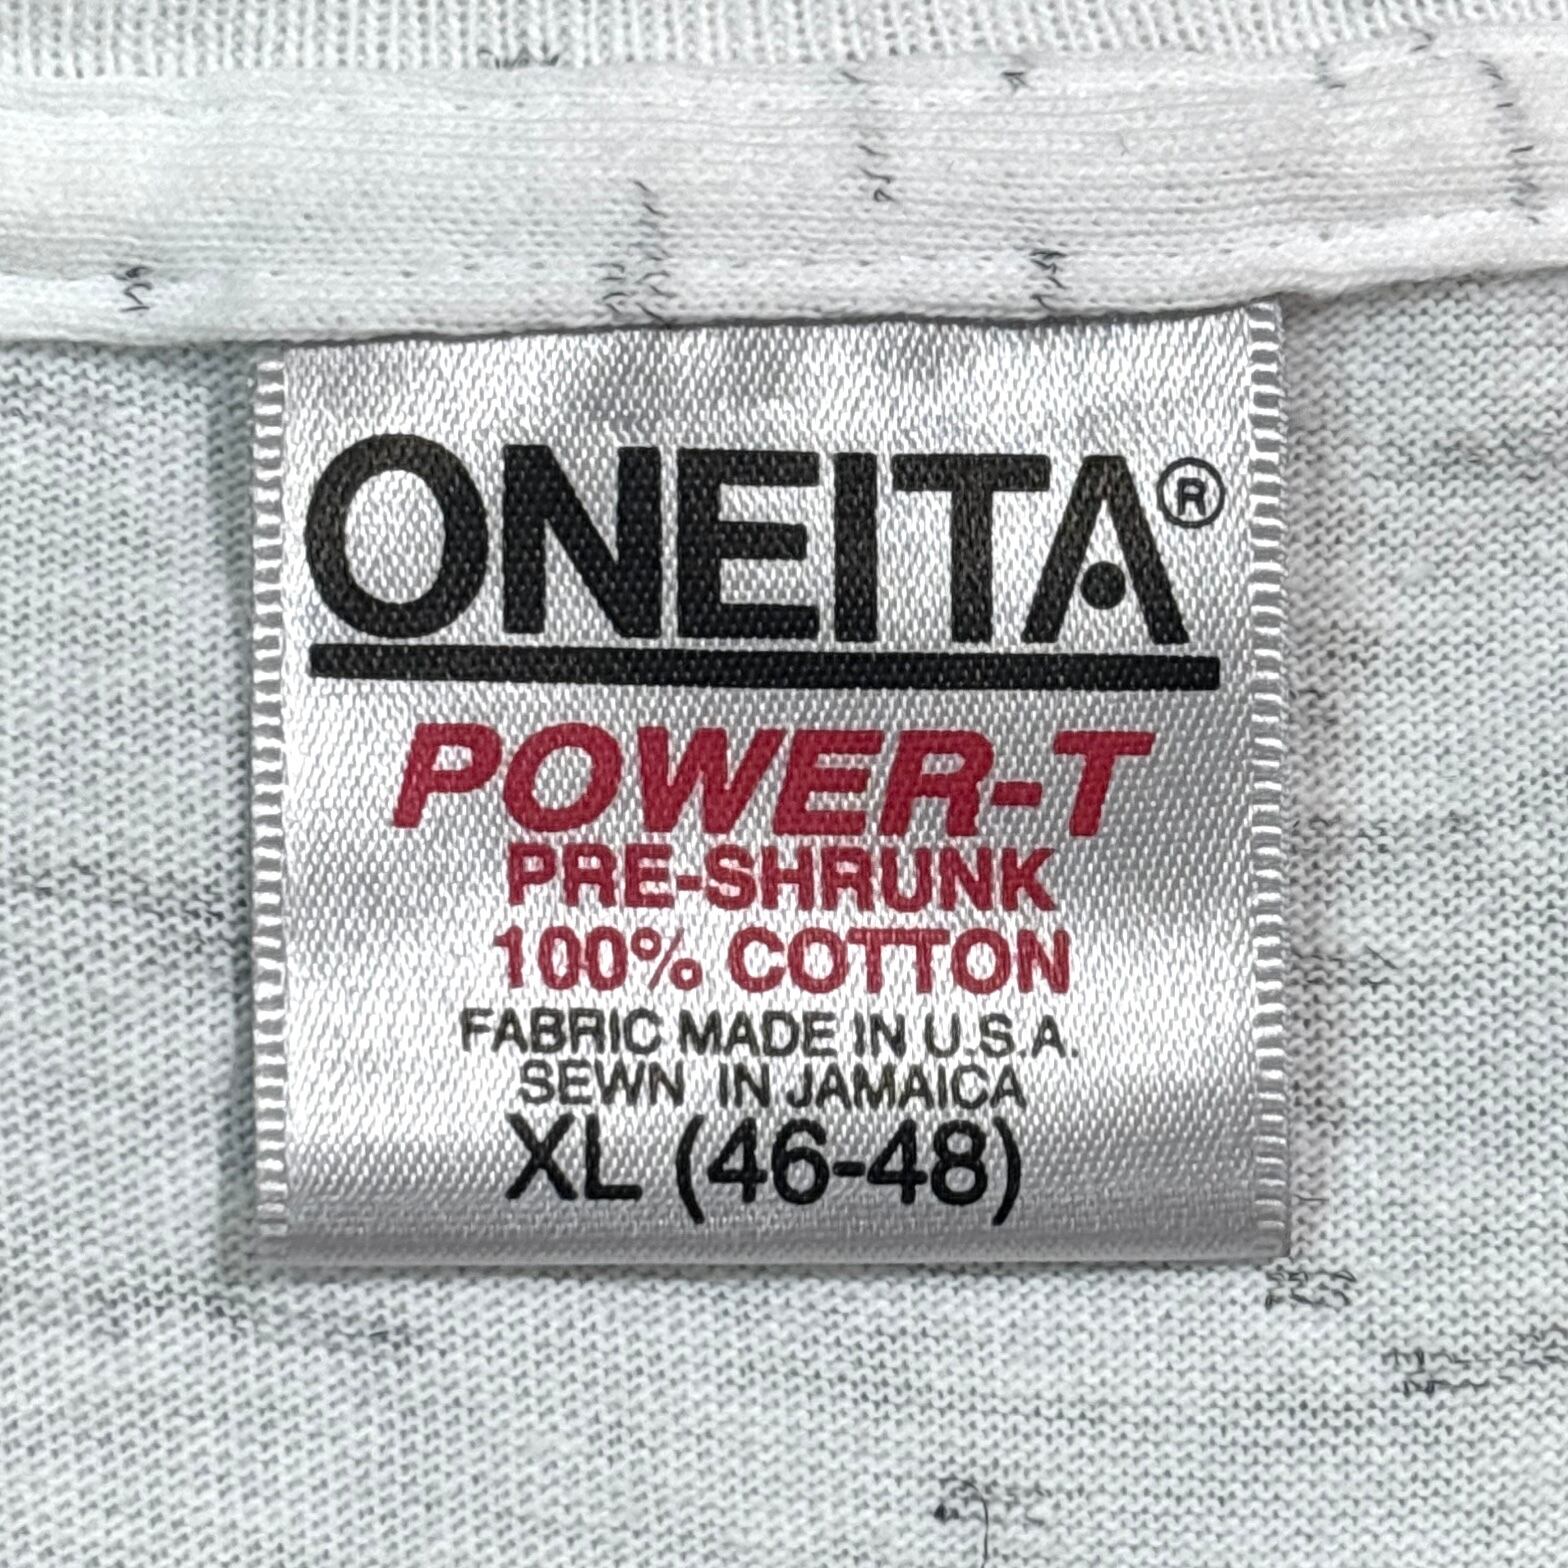 ONEITA®
POWER-T
PRE-SHRUNK
100% COTTON
FABRIC MADE IN U.S.A.
SEWN IN JAMAICA
XL (46-48)